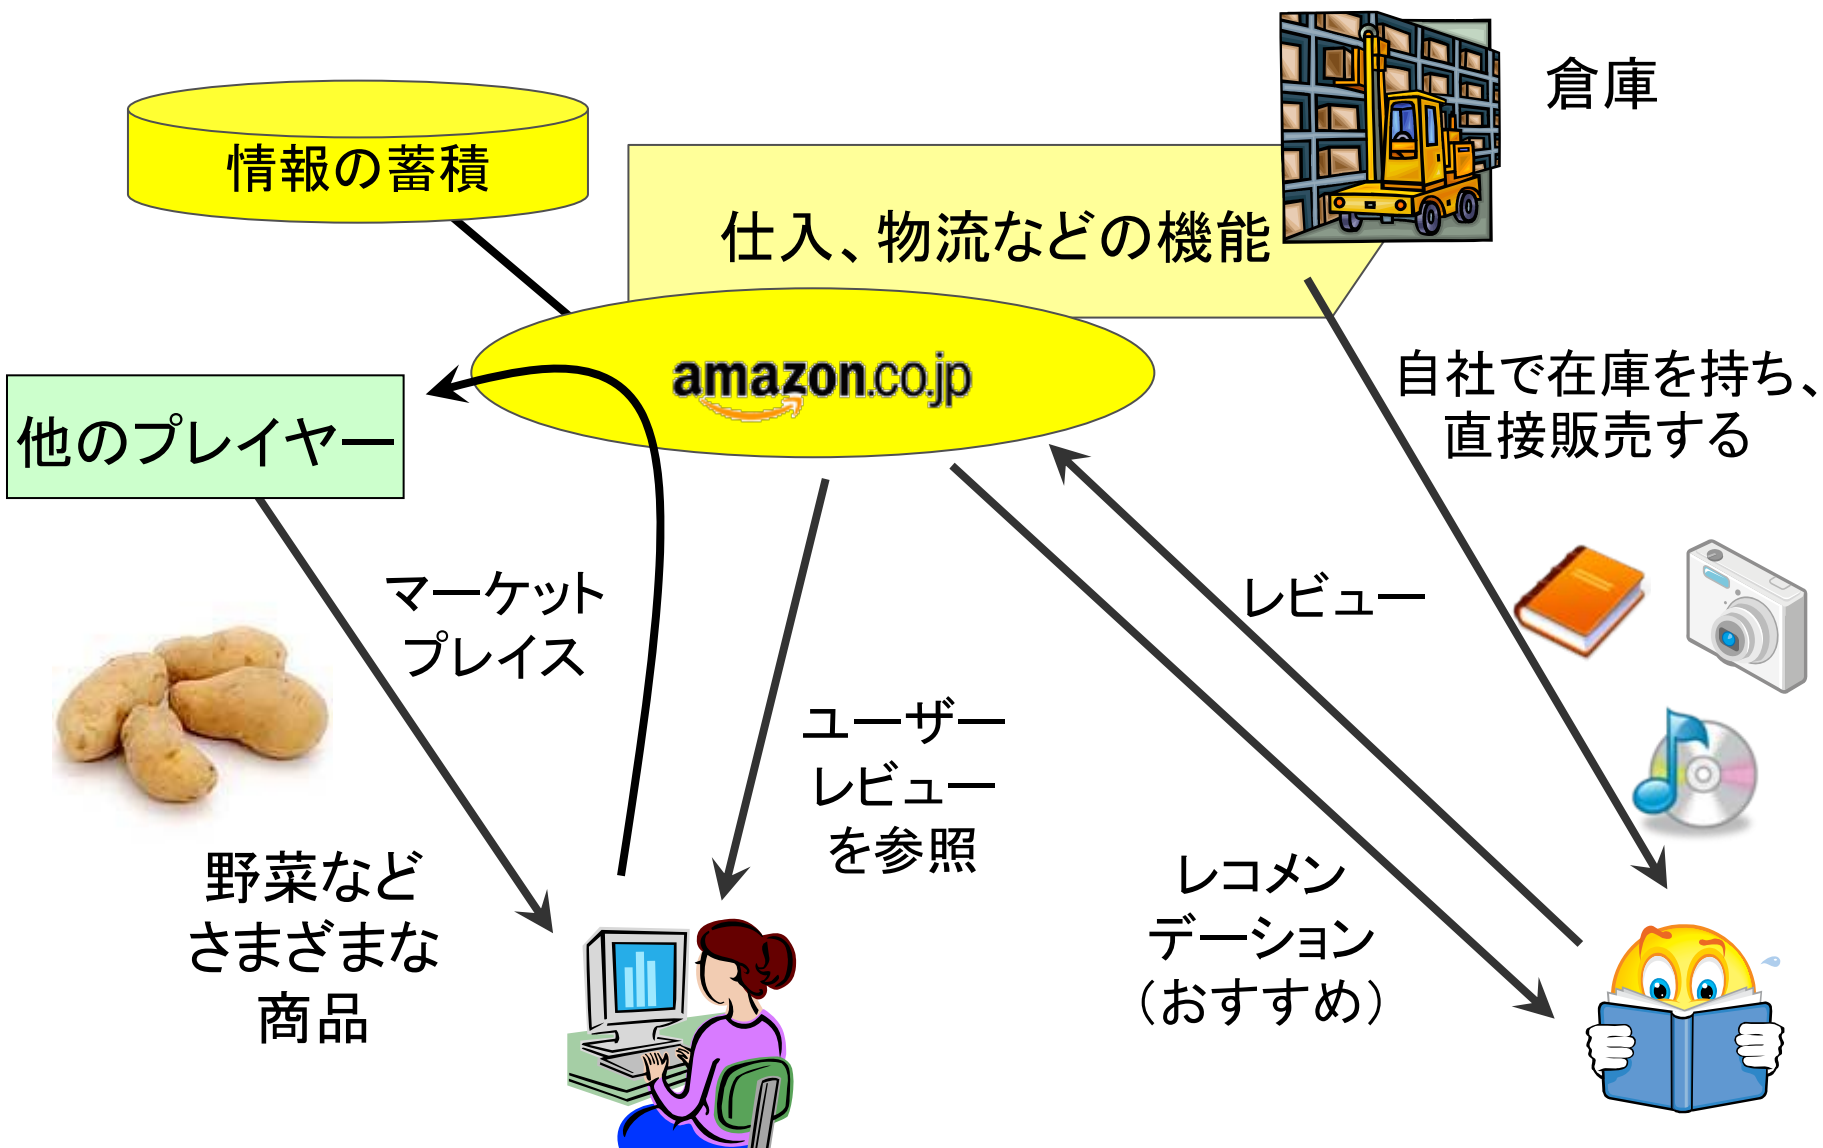 倉庫
情報の蓄積
仕入、物流などの機能
amazon.co.jp
自社で在庫を持ち、
直接販売する
他のプレイヤー
マーケット
プレイス
レビュー
ユーザー
レビュー
を参照
野菜など
さまざまな
商品
レコメン
デーション
（おすすめ）